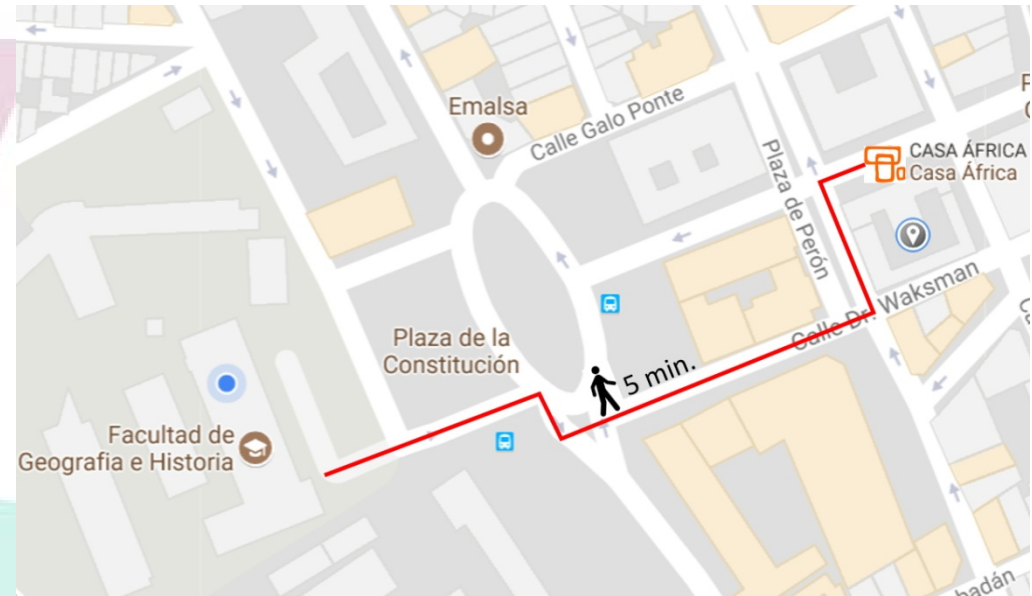 Emalsa
Calle Galo Ponte
Plaza de Perón
CASA ÁFRICA
Casa África
Calle Dr. Waksman
Plaza de la
Constitución
5 min.
Facultad de
Geografia e Historia